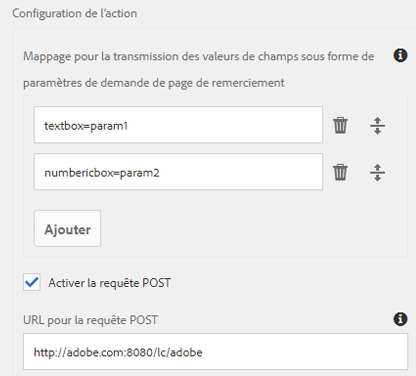 Configuration de l'action
Mappage pour la transmission des valeurs de champs sous forme de
paramètres de demande de page de remerciement
textbox=param1
numbericbox=param2
Ajouter
Activer la requête POST
URL pour la requête POST
http://adobe.com:8080/lc/adobe